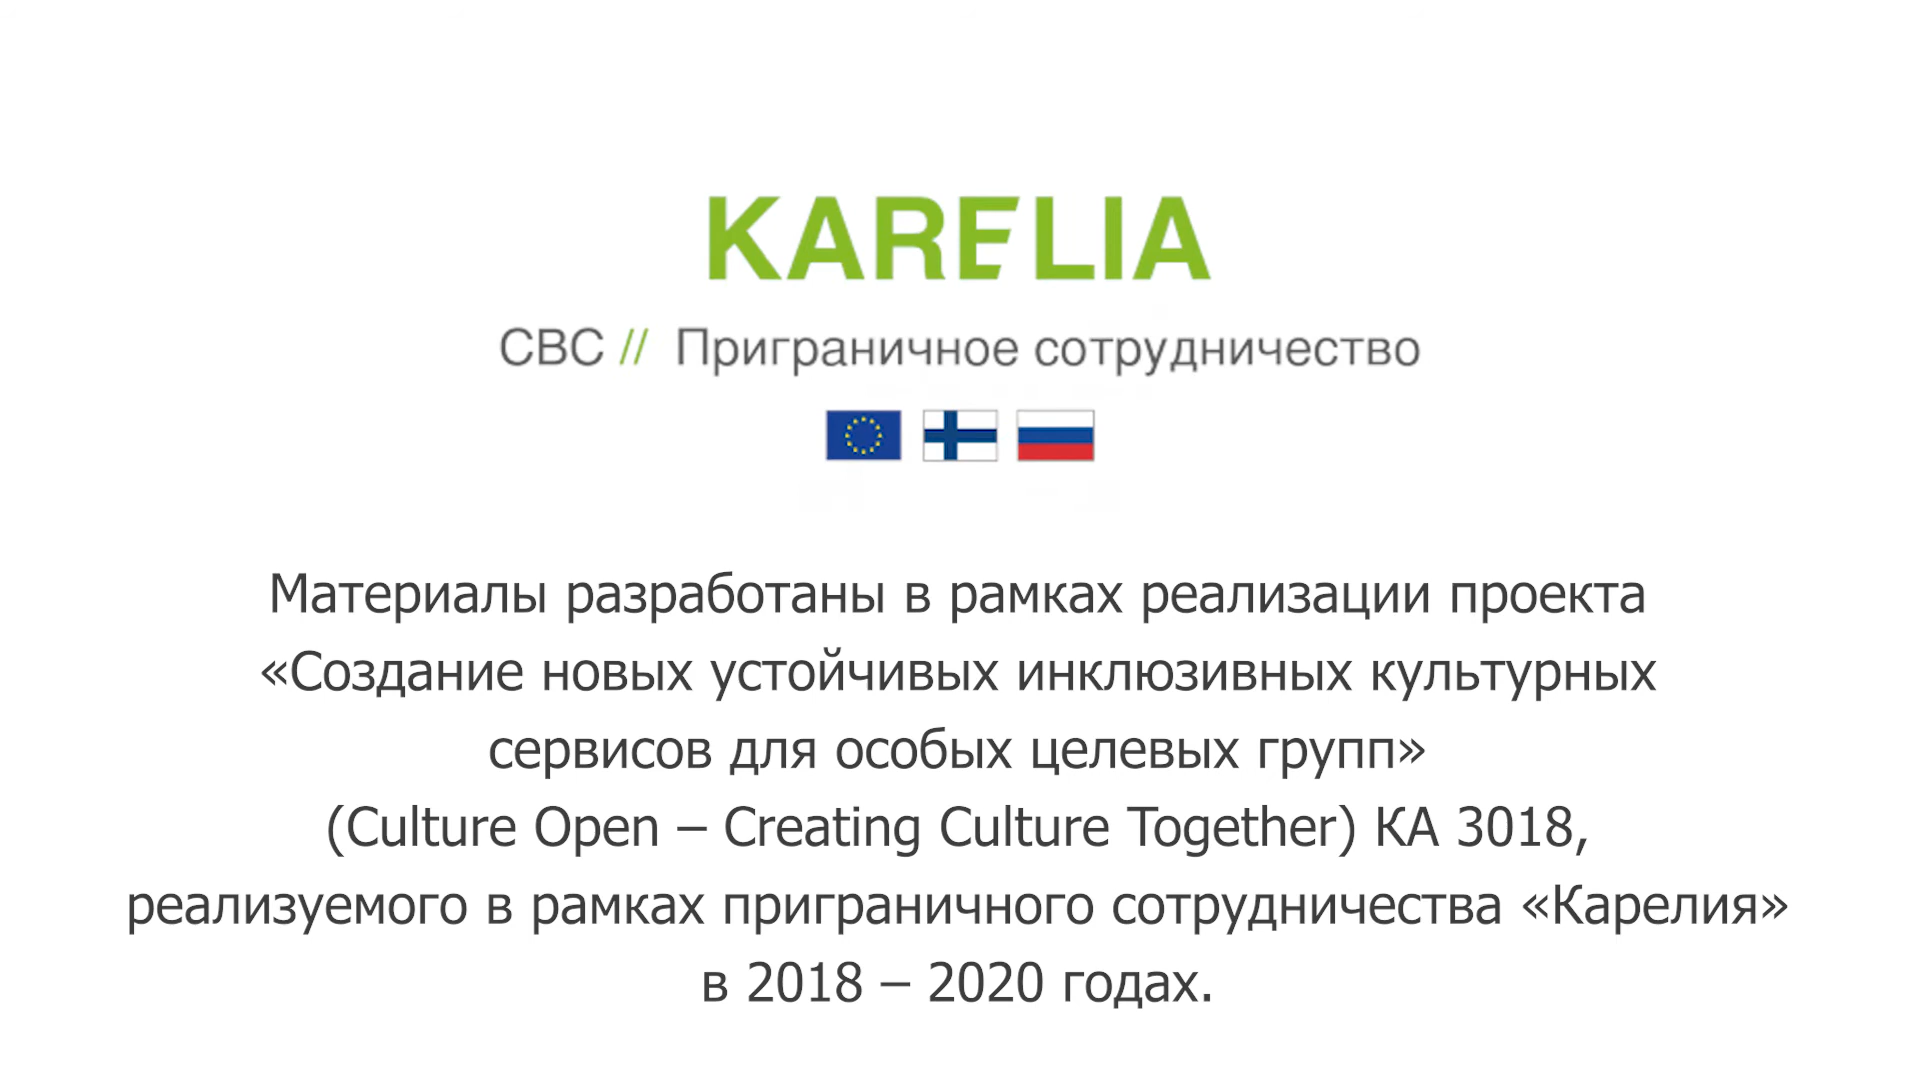 KARELIA
CBC // Приграничное сотрудничество
Материалы разработаны в рамках реализации проекта
«Создание новых устойчивых инклюзивных культурных
сервисов для особых целевых групп»
(Culture Open – Creating Culture Together) КА 3018,
реализуемого в рамках приграничного сотрудничества «Карелия»
в 2018 – 2020 годах.